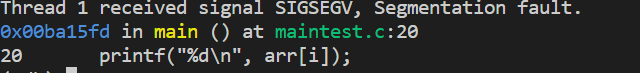 Thread 1 received signal SIGSEGV, Segmentation fault.
0x00ba15fd in main () at maintest.c:20
20 printf("%d\n", arr[i]);